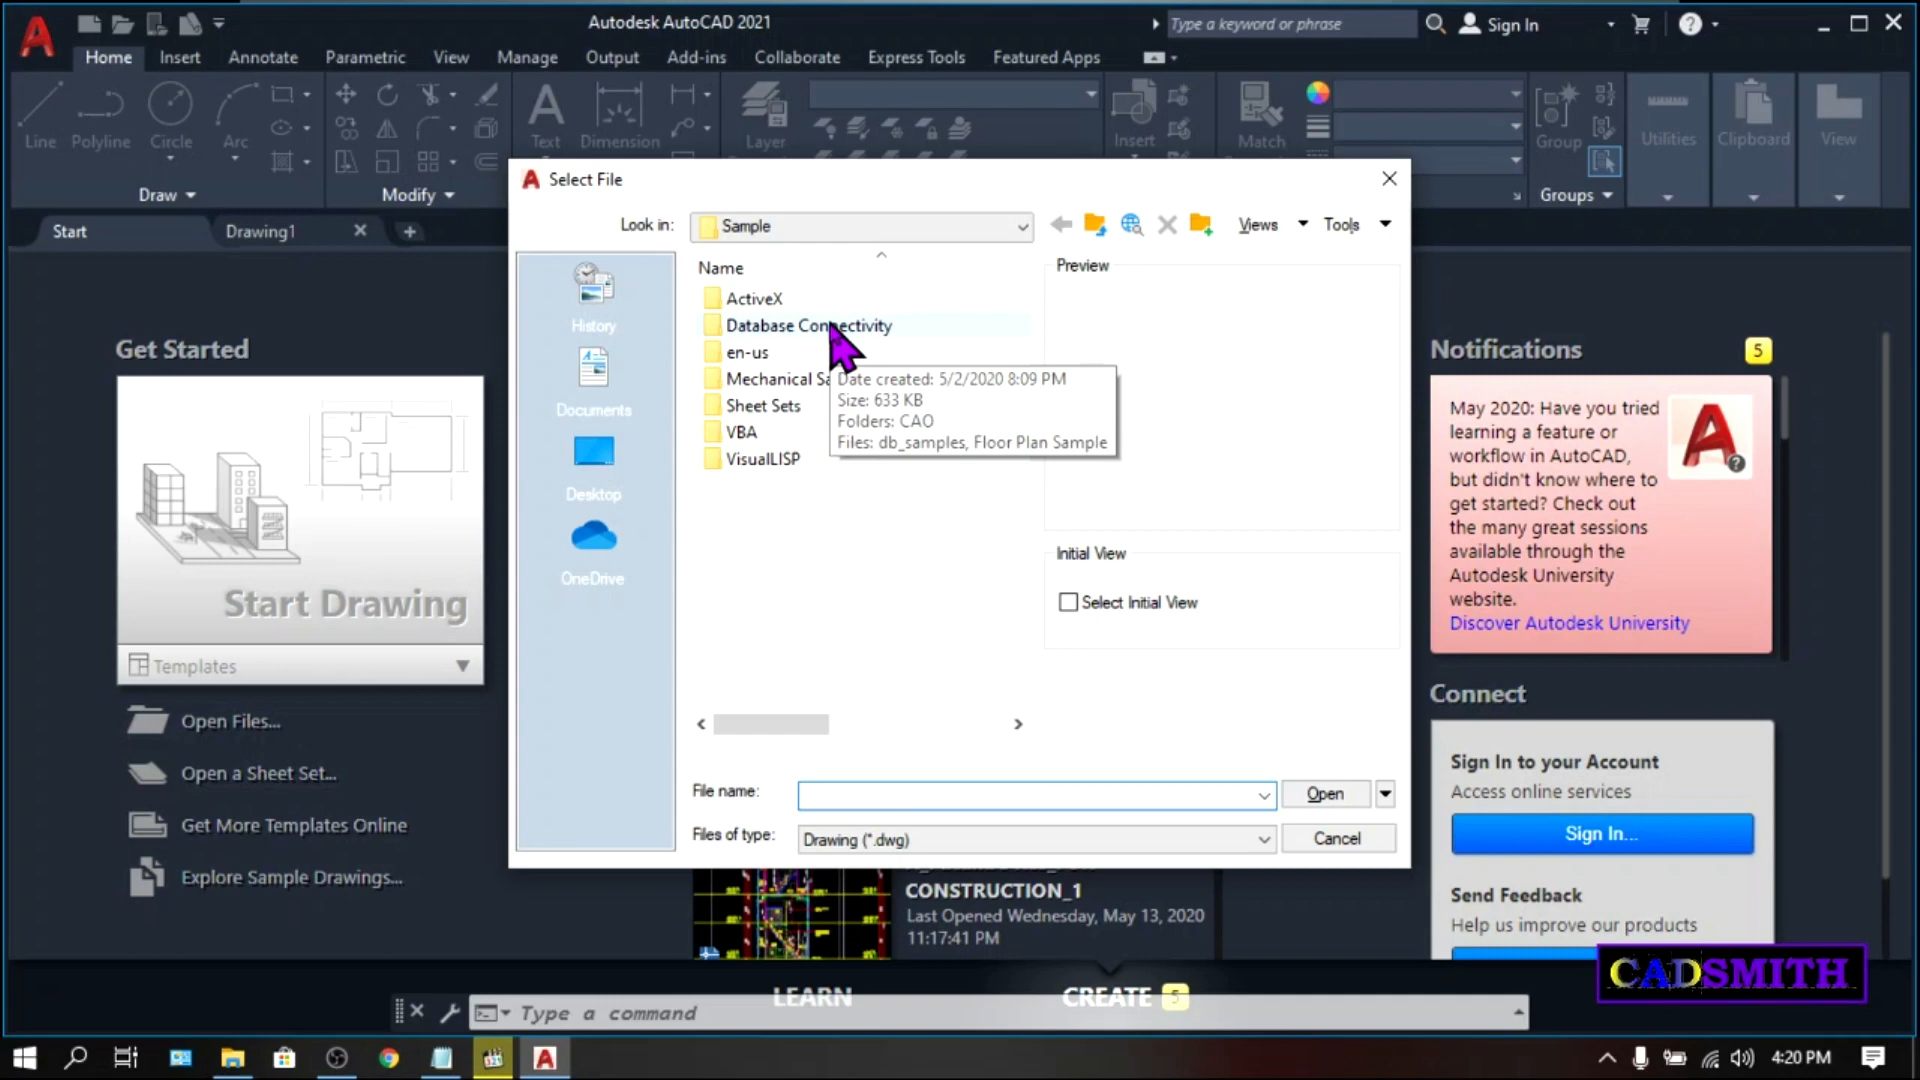 Autodesk AutoCAD 2021
Type a keyword or phrase
Sign In
Home
Insert
Annotate
Parametric
View
Manage
Output
Add-ins
Collaborate
Express Tools
Featured Apps
Line
Polyline
Circle
Arc
Text
Dimension
Layer
Insert
Match
Group
Utilities
Clipboard
View
Draw
Modify
Groups
Start
Drawing1
Select File
Look in:
Sample
Views
Tools
History
Documents
Desktop
OneDrive
Name
ActiveX
Database Connectivity
en-us
Mechanical Sa
Sheet Sets
VBA
VisualLISP
Date created: 5/2/2020 8:09 PM
Size: 633 KB
Folders: CAO
Files: db_samples, Floor Plan Sample
Preview
Initial View
Select Initial View
File name:
Open
Files of type:
Drawing (*.dwg)
Cancel
Get Started
Start Drawing
Templates
Open Files...
Open a Sheet Set...
Get More Templates Online
Explore Sample Drawings...
CONSTRUCTION_1
Last Opened Wednesday, May 13, 2020
11:17:41 PM
Notifications
5
May 2020: Have you tried
learning a feature or
workflow in AutoCAD,
but didn't know where to
get started? Check out
the many great sessions
available through the
Autodesk University
website.
Discover Autodesk University
Connect
Sign In to your Account
Access online services
Sign In...
Send Feedback
Help us improve our products
CADSMITH
LEARN
CREATE
5
Type a command
4:20 PM